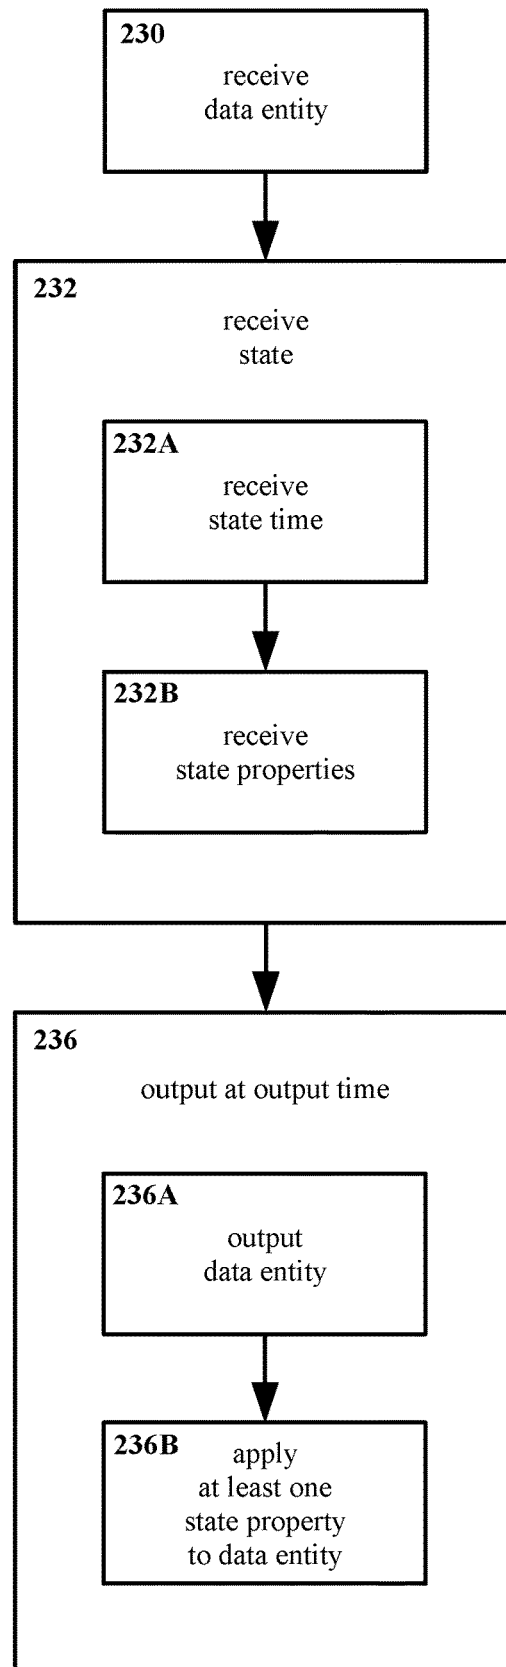 230
receive
data entity
232
receive
state
232A
receive
state time
232B
receive
state properties
236
output at output time
236A
output
data entity
236B
apply
at least one
state property
to data entity